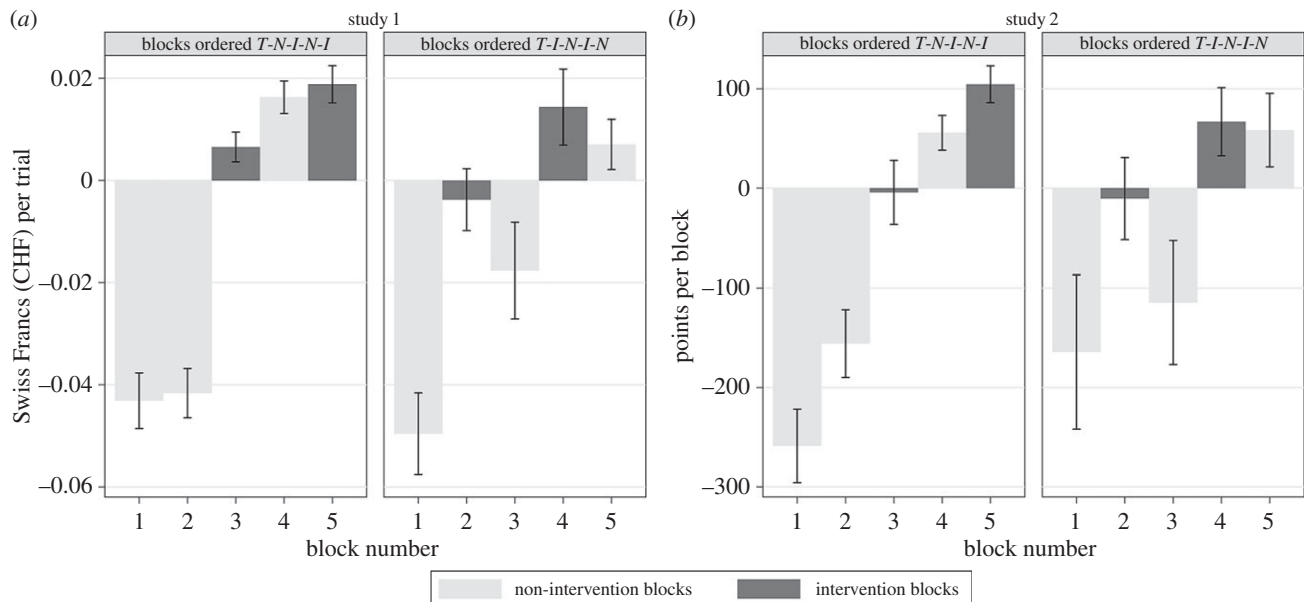 (a)
study 1
blocks ordered T-N-I-N-I
blocks ordered T-I-N-I-N
Swiss Francs (CHF) per trial
0.02
0
–0.02
–0.04
–0.06
1 2 3 4 5
1 2 3 4 5
block number
(b)
study 2
blocks ordered T-N-I-N-I
blocks ordered T-I-N-I-N
points per block
100
0
–100
–200
–300
1 2 3 4 5
1 2 3 4 5
block number
non-intervention blocks
intervention blocks